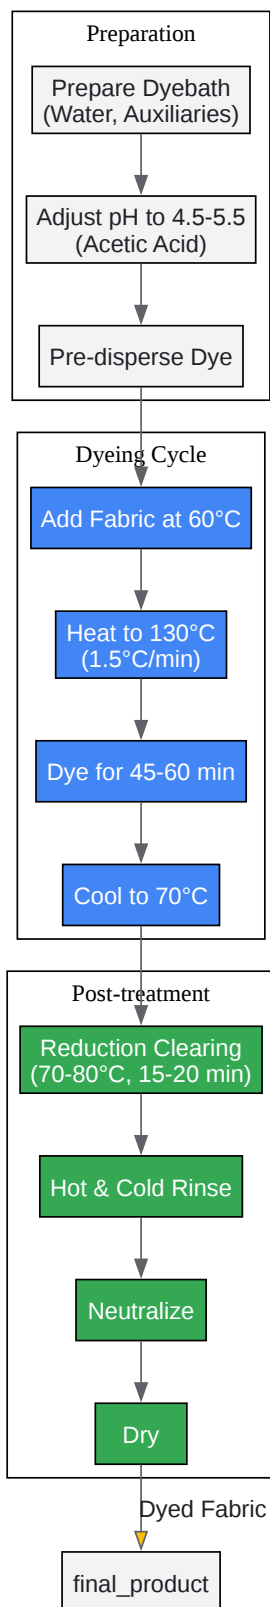 Preparation
Prepare Dyebath
(Water, Auxiliaries)
Adjust pH to 4.5-5.5
(Acetic Acid)
Pre-disperse Dye
Dyeing Cycle
Add Fabric at 60°C
Heat to 130°C
(1.5°C/min)
Dye for 45-60 min
Cool to 70°C
Post-treatment
Reduction Clearing
(70-80°C, 15-20 min)
Hot & Cold Rinse
Neutralize
Dry
Dyed Fabric
final_product